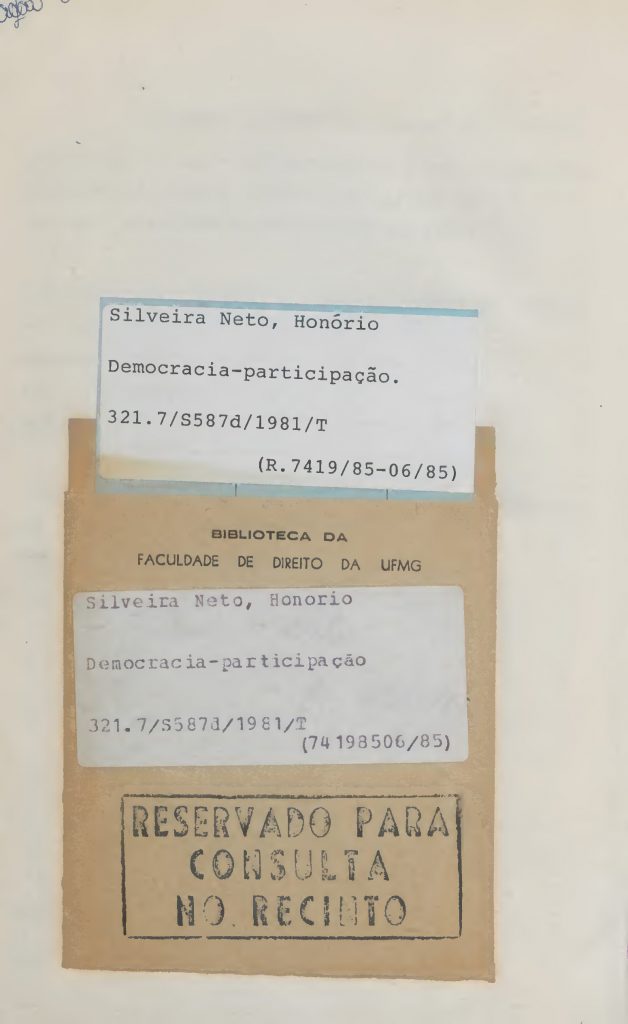 Silveira Neto, Honório
Democracia-participação.
321.7/S587d/1981/T
(R.7419/85-06/85)
BIBLIOTECA DA
FACULDADE DE DIREITO DA UFMG
Silveira Neto, Honorio
Democracia-participação
321.7/S587d/1981/T
(74198506/85)
RESERVADO PARA
CONSULTA
NO RECINTO